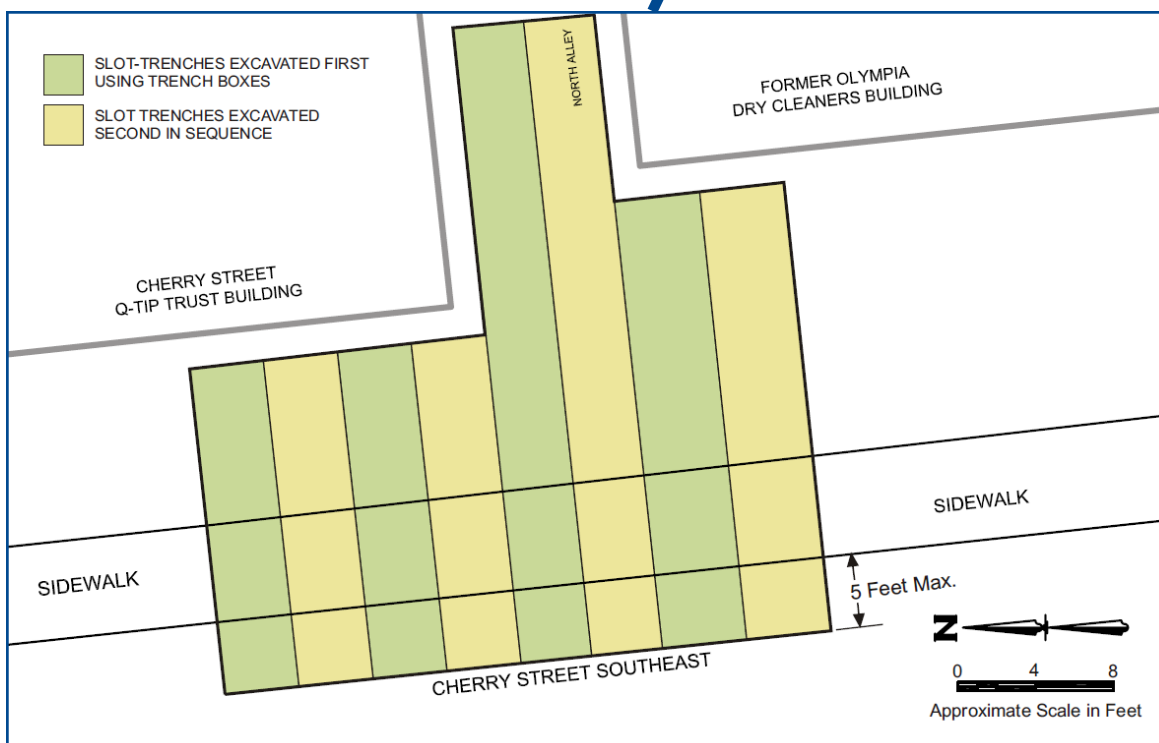 SLOT-TRENCHES EXCAVATED FIRST
USING TRENCH BOXES
SLOT TRENCHES EXCAVATED
SECOND IN SEQUENCE
NORTH ALLEY
FORMER OLYMPIA
DRY CLEANERS BUILDING
CHERRY STREET
Q-TIP TRUST BUILDING
SIDEWALK
SIDEWALK
5 Feet Max.
CHERRY STREET SOUTHEAST
N
0 4 8
Approximate Scale in Feet